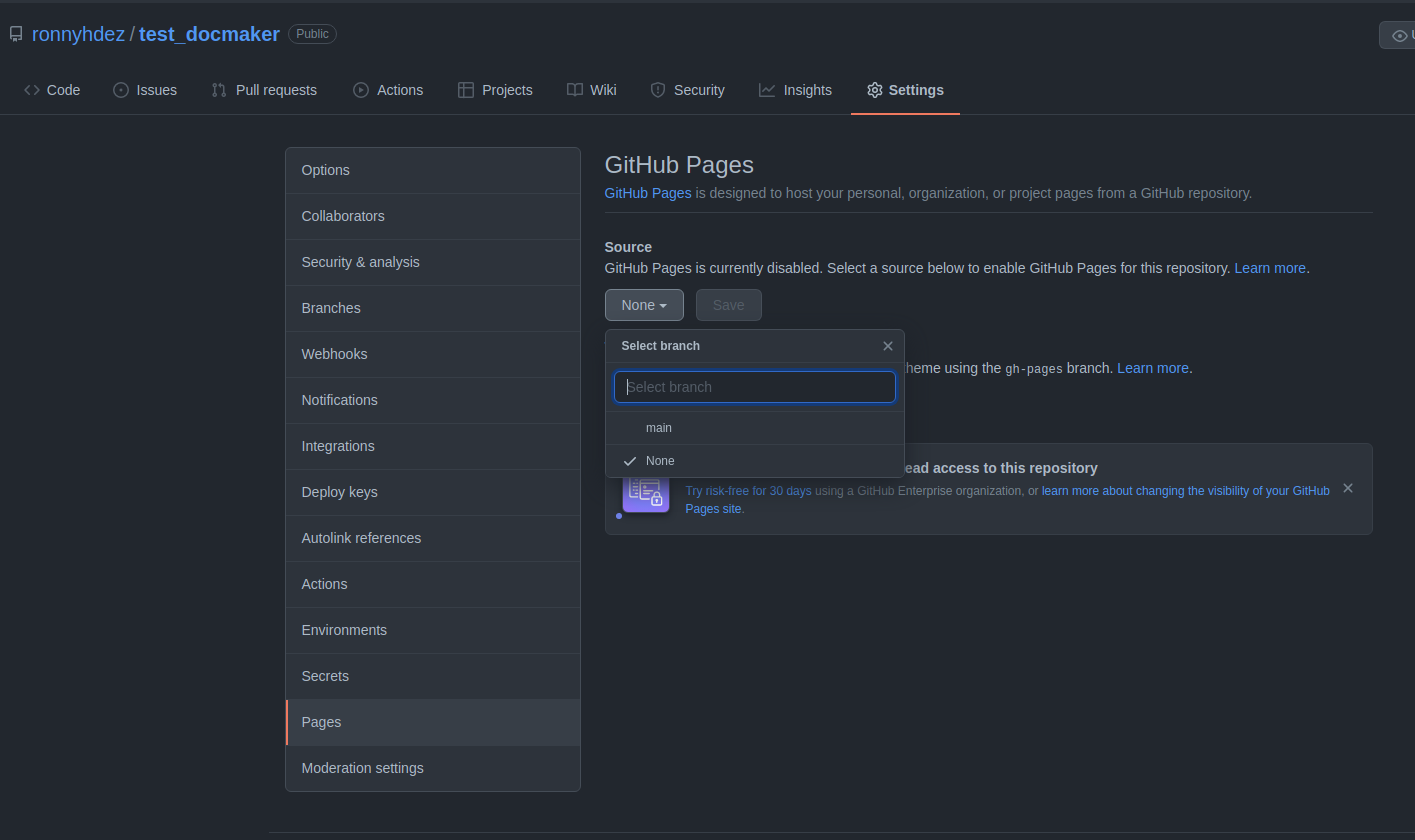 ronnyhdez / test_docmaker Public
Code Issues Pull requests Actions Projects Wiki Security Insights Settings
Options
Collaborators
Security & analysis
Branches
Webhooks
Notifications
Integrations
Deploy keys
Autolink references
Actions
Environments
Secrets
Pages
Moderation settings
GitHub Pages
GitHub Pages is designed to host your personal, organization, or project pages from a GitHub repository.
Source
GitHub Pages is currently disabled. Select a source below to enable GitHub Pages for this repository. Learn more.
None Save
Select branch
Select branch
main
None
heme using the gh-pages branch. Learn more.
ead access to this repository
Try risk-free for 30 days using a GitHub Enterprise organization, or learn more about changing the visibility of your GitHub
Pages site.